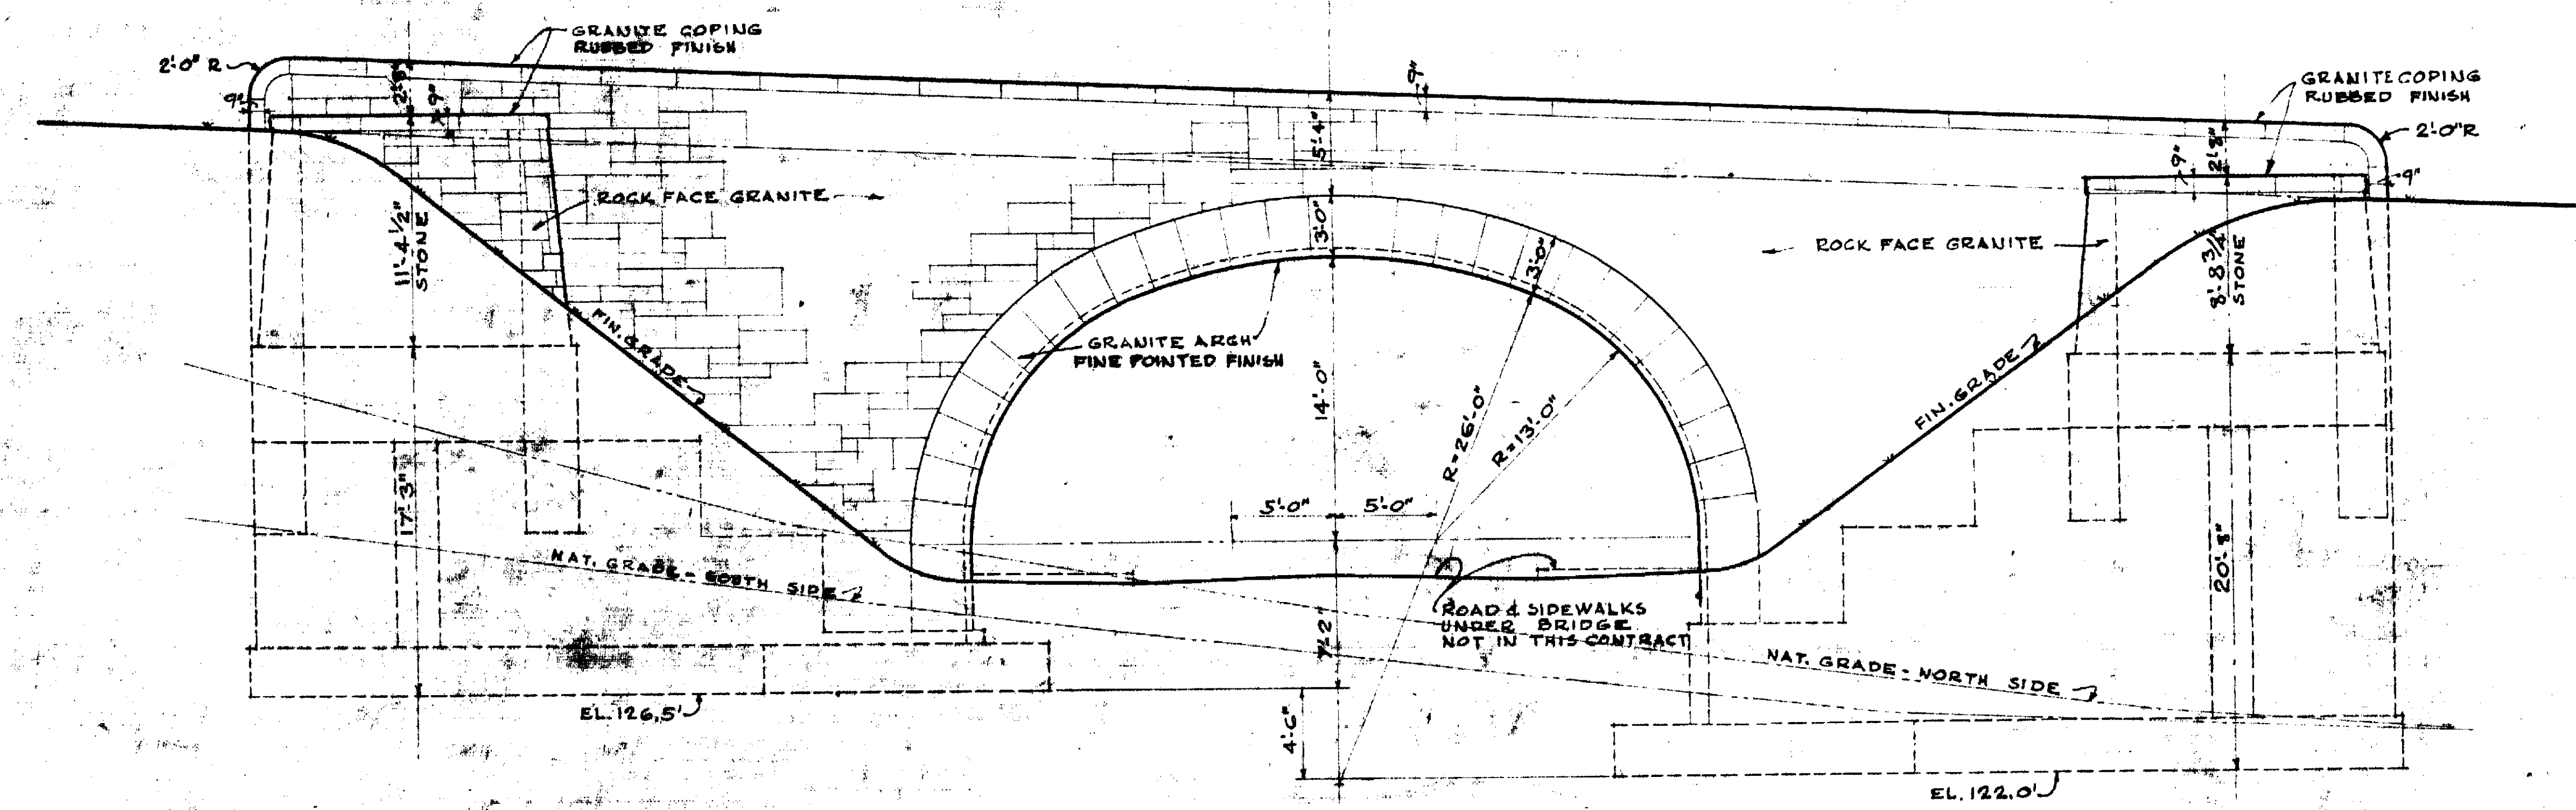 GRANITE COPING
RUBBED FINISH
2'-0" R
9"
2'-8"
9"
9"
5'-4"
GRANITE COPING
RUBBED FINISH
2'-0" R
2'-8"
9"
9"
ROCK FACE GRANITE
11'-4 1/2"
STONE
3'-0"
3'-0"
ROCK FACE GRANITE
8'-8 3/4"
STONE
FIN. GRADE
GRANITE ARCH
FINE POINTED FINISH
14'-0"
R=26'-0"
R=13'-0"
FIN. GRADE
17'-3"
5'-0"
5'-0"
NAT. GRADE - SOUTH SIDE
20'-8"
ROAD & SIDEWALKS
UNDER BRIDGE
NOT IN THIS CONTRACT
7'-2"
NAT. GRADE - NORTH SIDE
EL. 126.5'
4'-6"
EL. 122.0'